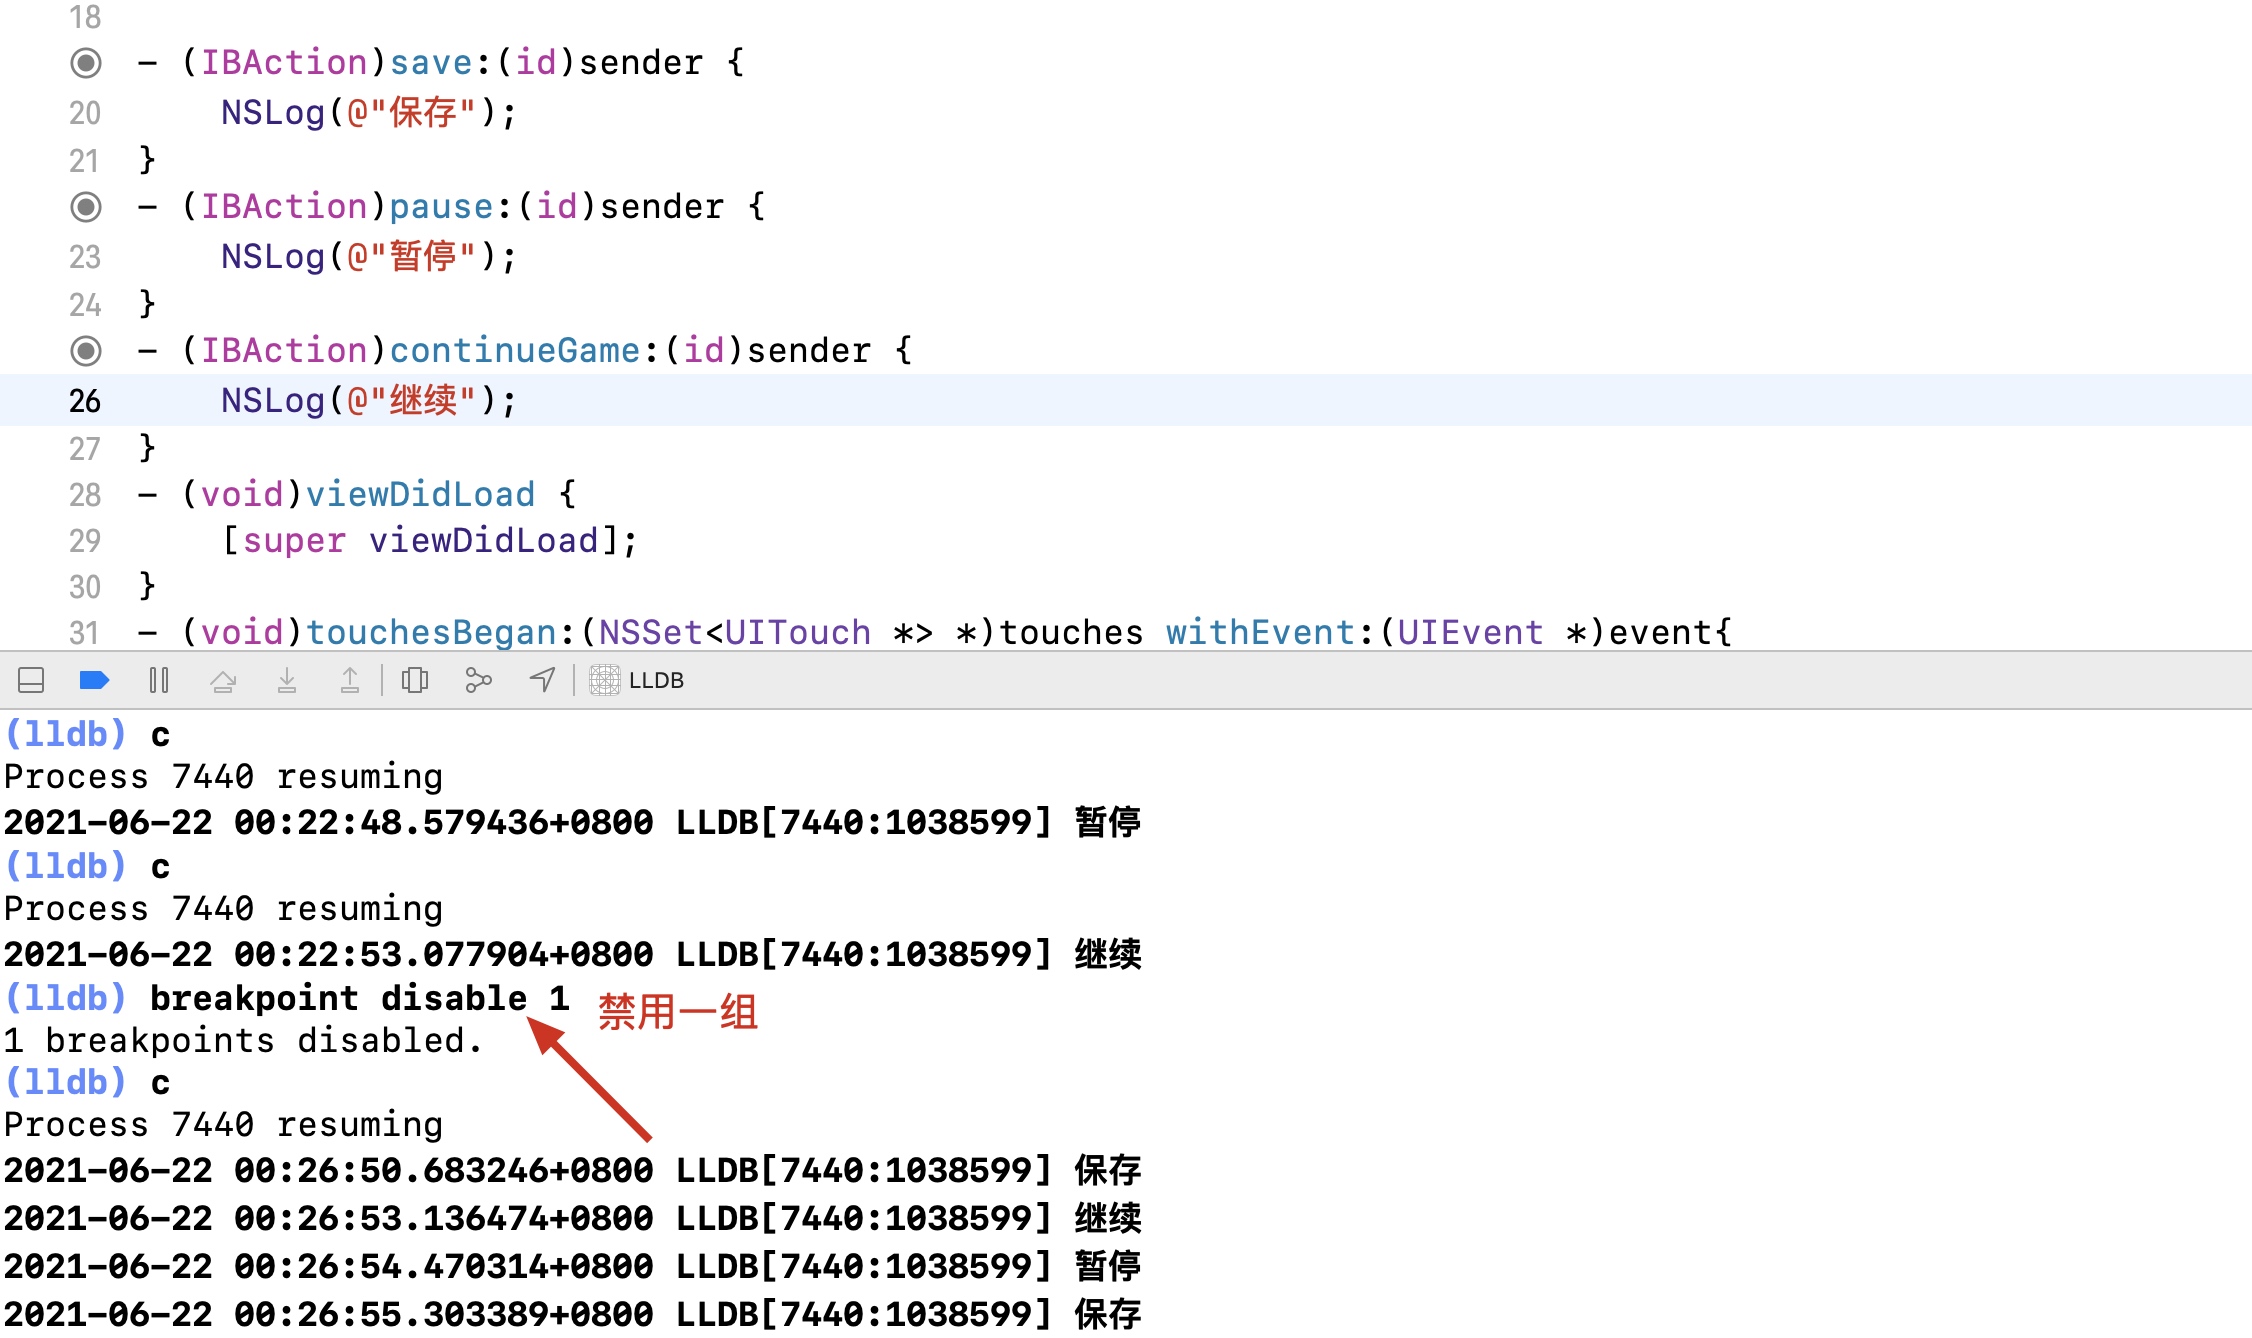 18
- (IBAction)save:(id)sender {
20 NSLog(@"保存");
21 }
- (IBAction)pause:(id)sender {
23 NSLog(@"暂停");
24 }
- (IBAction)continueGame:(id)sender {
26 NSLog(@"继续");
27 }
28 - (void)viewDidLoad {
29 [super viewDidLoad];
30 }
31 - (void)touchesBegan:(NSSet<UITouch *> *)touches withEvent:(UIEvent *)event{
LLDB
(lldb) c
Process 7440 resuming
2021-06-22 00:22:48.579436+0800 LLDB[7440:1038599] 暂停
(lldb) c
Process 7440 resuming
2021-06-22 00:22:53.077904+0800 LLDB[7440:1038599] 继续
(lldb) breakpoint disable 1 禁用一组
1 breakpoints disabled.
(lldb) c
Process 7440 resuming
2021-06-22 00:26:50.683246+0800 LLDB[7440:1038599] 保存
2021-06-22 00:26:53.136474+0800 LLDB[7440:1038599] 继续
2021-06-22 00:26:54.470314+0800 LLDB[7440:1038599] 暂停
2021-06-22 00:26:55.303389+0800 LLDB[7440:1038599] 保存